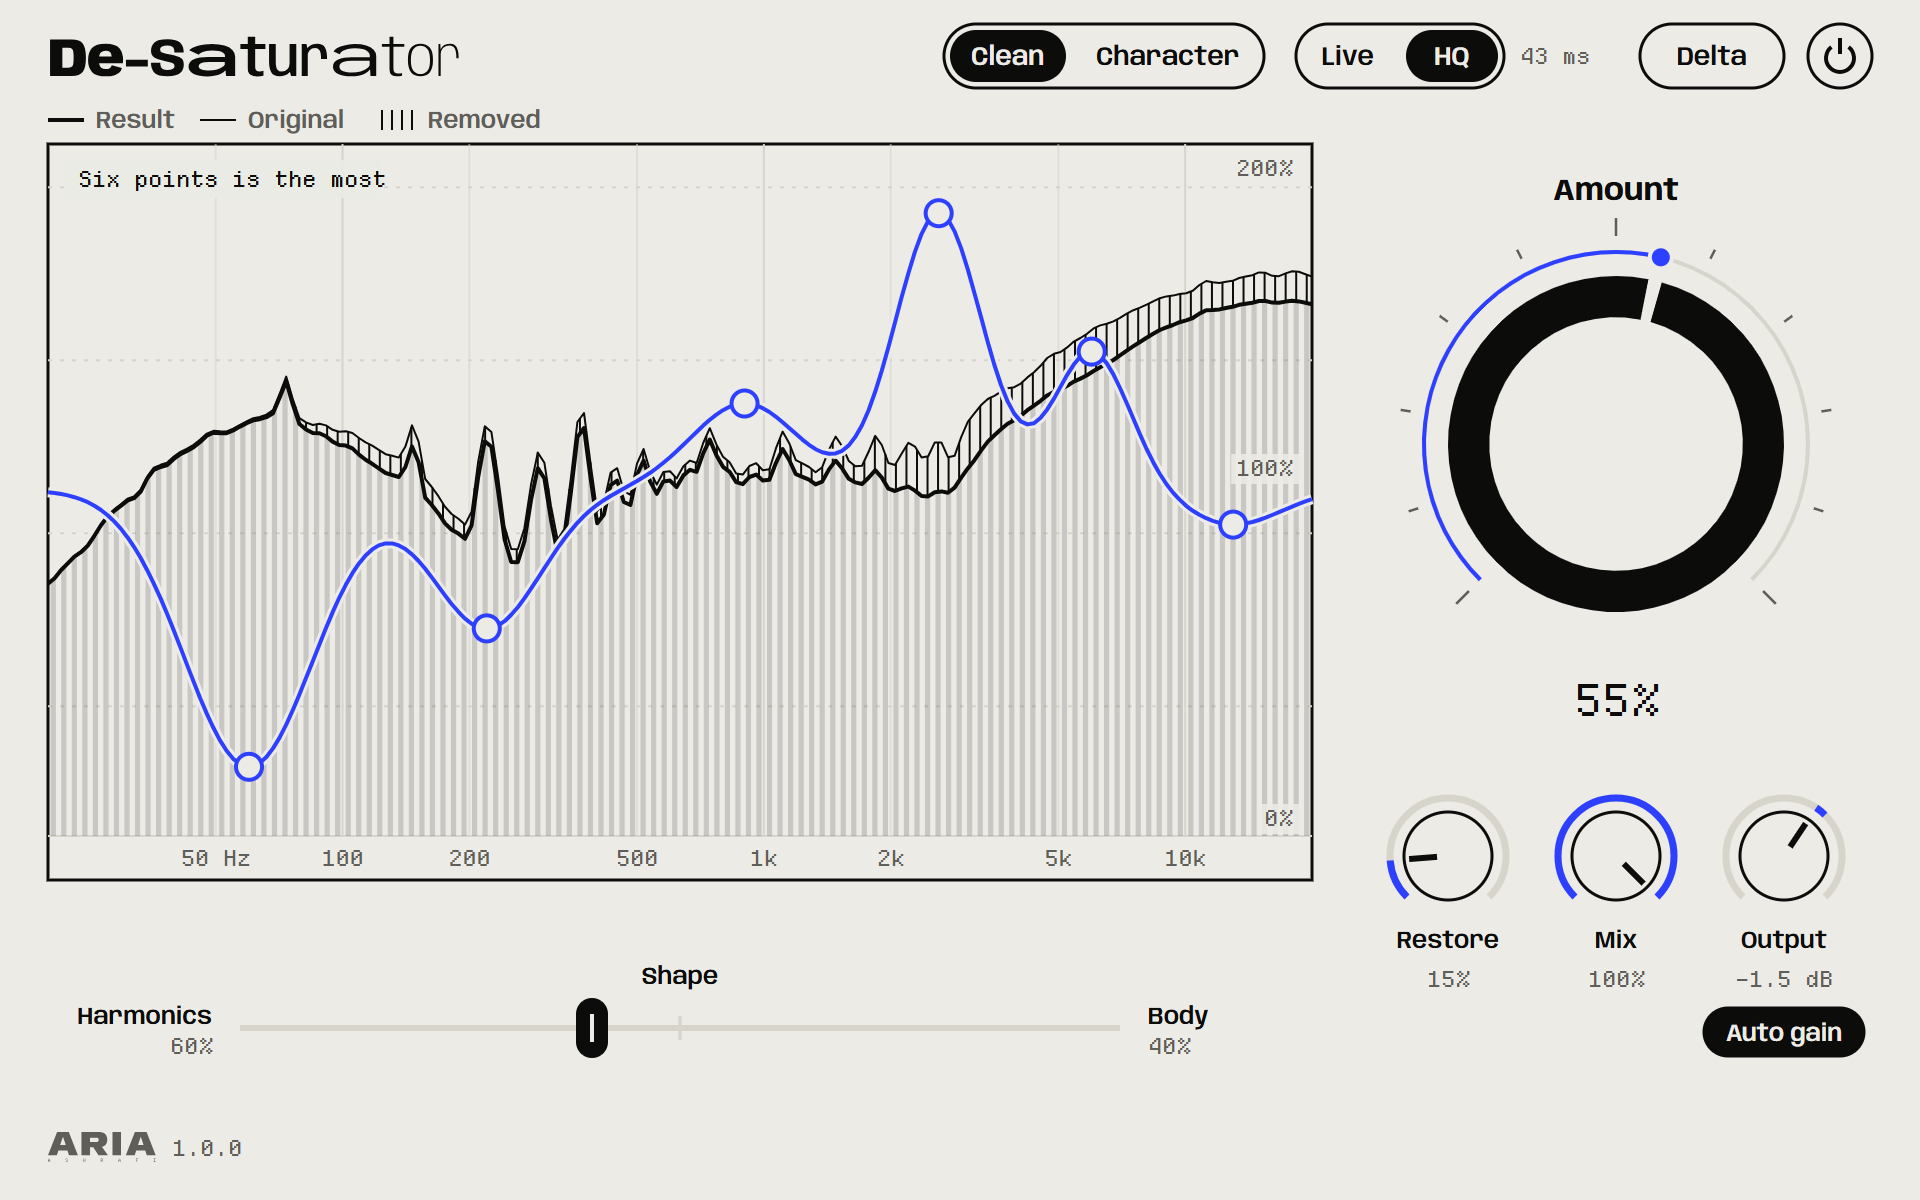 De-Saturator
Clean Character
Live HQ 43 ms
Delta
Result Original Removed
Six points is the most
200%
100%
0%
50 Hz 100 200 500 1k 2k 5k 10k
Amount
55%
Restore Mix Output
15% 100% -1.5 dB
Auto gain
Shape
Harmonics Body
60% 40%
ARIA 1.0.0